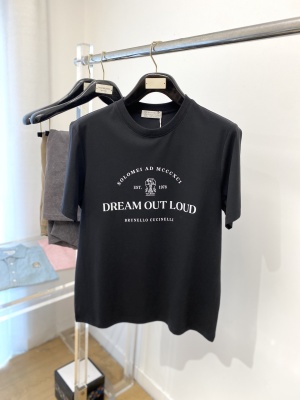 SOLOMEI AD MCCCXCI
EST. 1978
DREAM OUT LOUD
BRUNELLO CUCINELLI